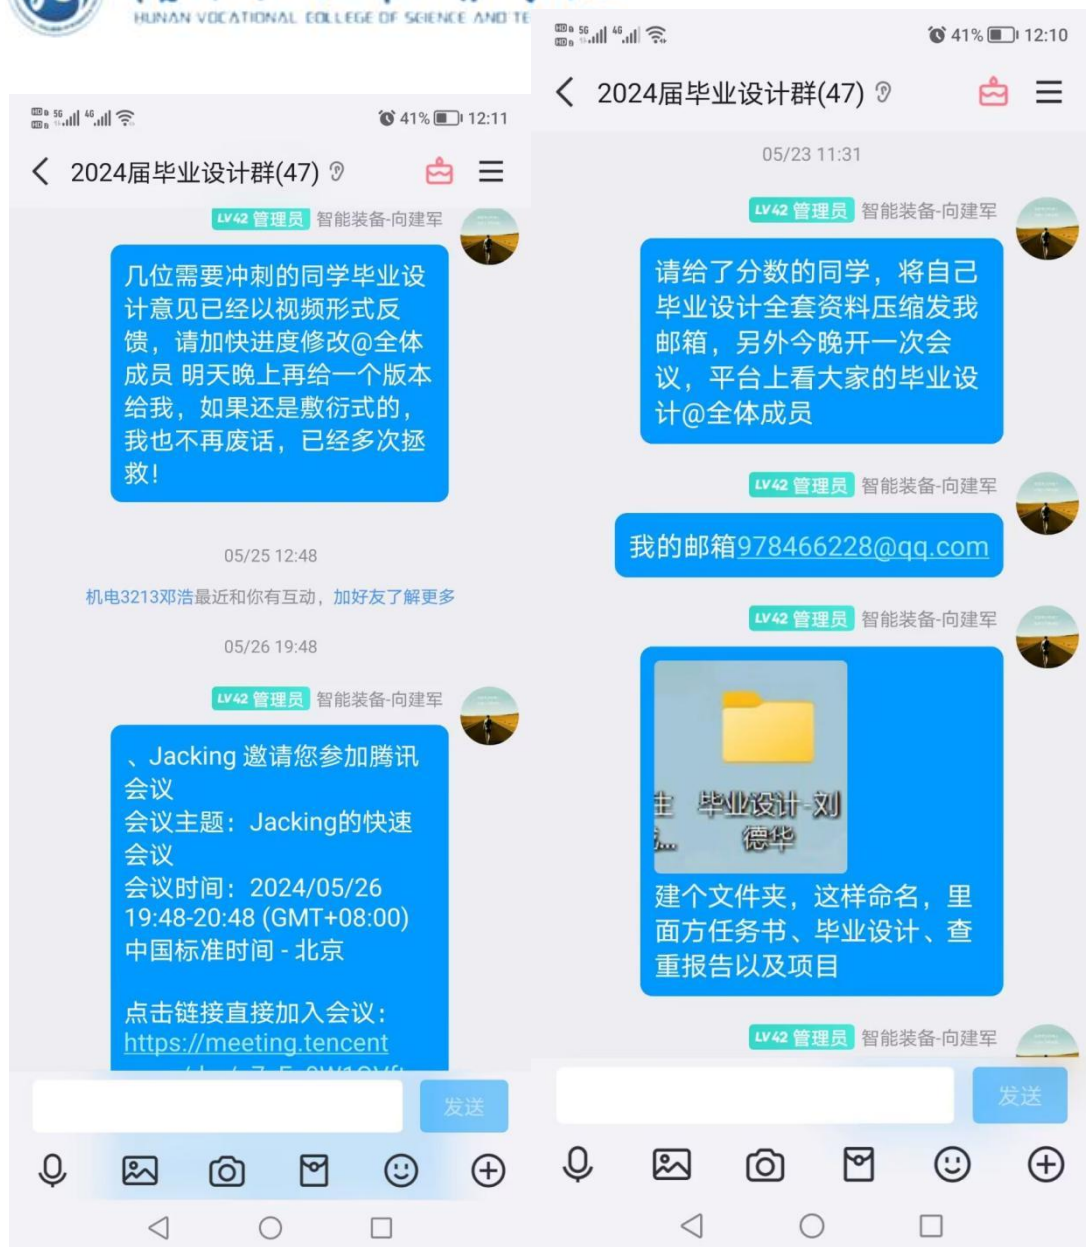 HUNAN VOCATIONAL COLLEGE OF SCIENCE AND TE
41% 12:11
2024届毕业设计群(47)
LV42 管理员 智能装备-向建军
几位需要冲刺的同学毕业设
计意见已经以视频形式反
馈，请加快进度修改@全体
成员 明天晚上再给一个版本
给我，如果还是敷衍式的，
我也不再废话，已经多次拯
救！
05/25 12:48
机电3213邓浩最近和你有互动，加好友了解更多
05/26 19:48
LV42 管理员 智能装备-向建军
、Jacking 邀请您参加腾讯
会议
会议主题：Jacking的快速
会议
会议时间：2024/05/26
19:48-20:48 (GMT+08:00)
中国标准时间 - 北京
点击链接直接加入会议：
https://meeting.tencent
发送
5G 4G 41% 12:10
2024届毕业设计群(47)
05/23 11:31
LV42 管理员 智能装备-向建军
请给了分数的同学，将自己
毕业设计全套资料压缩发我
邮箱，另外今晚开一次会
议，平台上看大家的毕业设
计@全体成员
LV42 管理员 智能装备-向建军
我的邮箱978466228@qq.com
LV42 管理员 智能装备-向建军
毕业设计-刘
德华
建个文件夹，这样命名，里
面方任务书、毕业设计、查
重报告以及项目
LV42 管理员 智能装备-向建军
发送